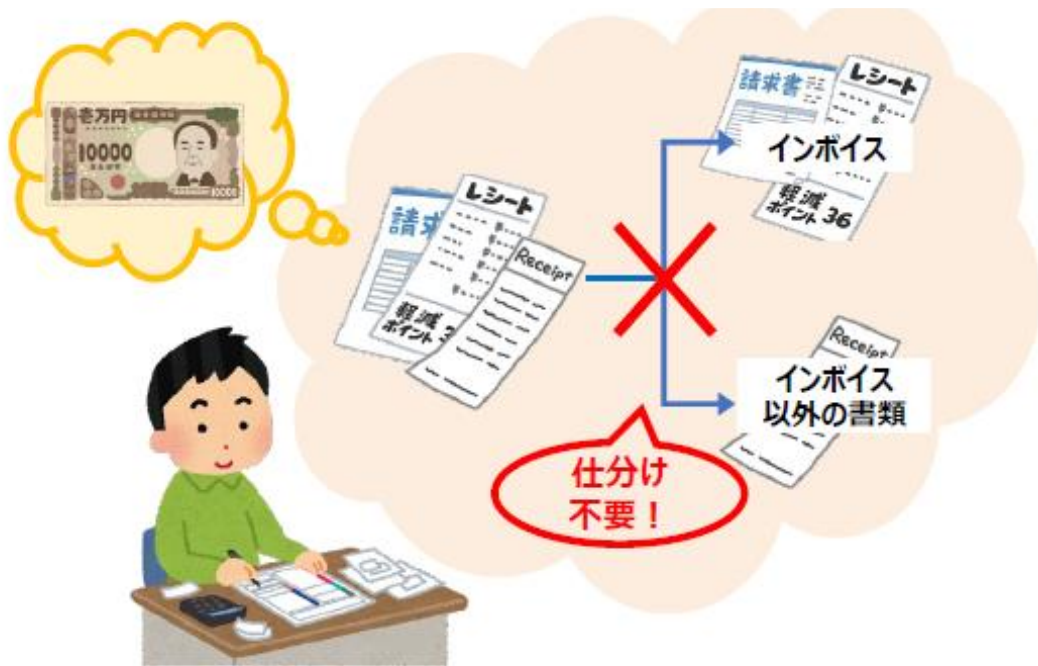 壱万円
10000
10000
レシート
請求
軽減
ポイント 3
Receipt
請求書
レシート
インボイス
軽減
ポイント 36
Receipt
インボイス
以外の書類
仕分け
不要！